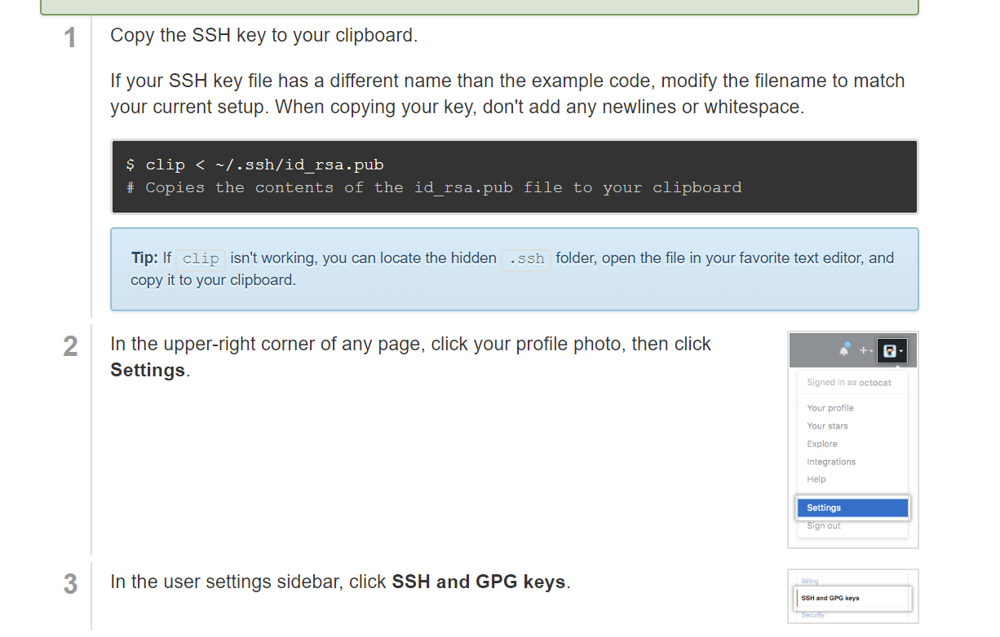 1
Copy the SSH key to your clipboard.
If your SSH key file has a different name than the example code, modify the filename to match
your current setup. When copying your key, don't add any newlines or whitespace.
$ clip < ~/.ssh/id_rsa.pub
# Copies the contents of the id_rsa.pub file to your clipboard
Tip: If clip isn't working, you can locate the hidden .ssh folder, open the file in your favorite text editor, and
copy it to your clipboard.
2
In the upper-right corner of any page, click your profile photo, then click
Settings.
Signed in as octocat
Your profile
Your stars
Explore
Integrations
Help
Settings
Sign out
3
In the user settings sidebar, click SSH and GPG keys.
Billing
SSH and GPG keys
Security